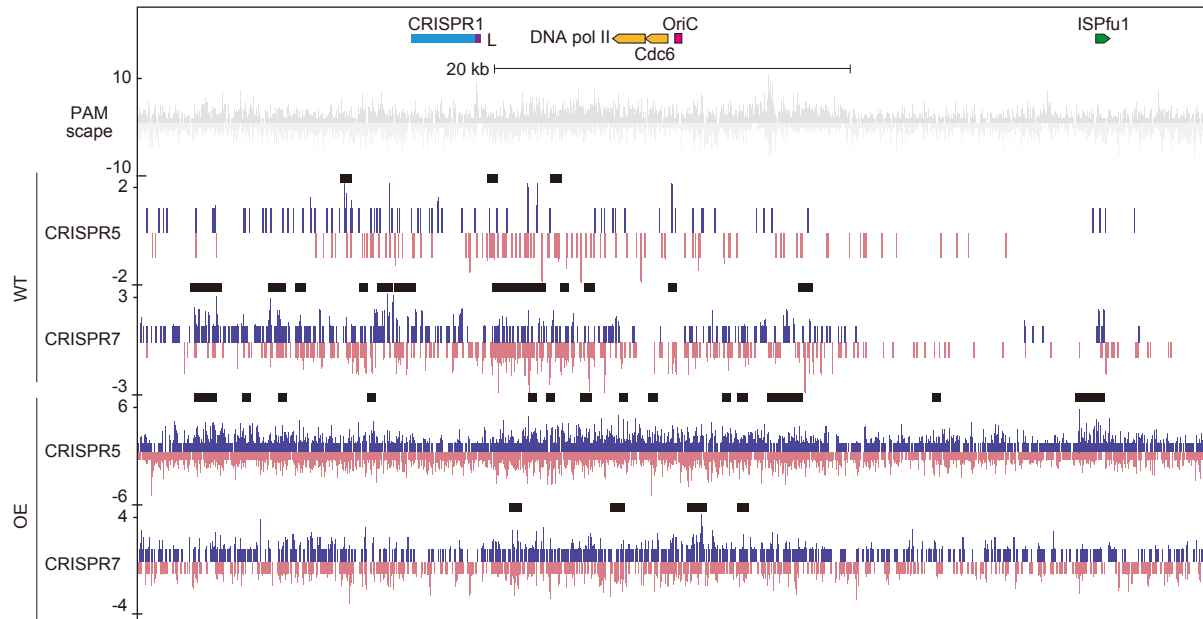 CRISPR1
L
DNA pol II
Cdc6
OriC
ISPfu1
20 kb
10
PAM
scape
-10
2
CRISPR5
-2
WT
3
CRISPR7
-3
6
CRISPR5
-6
OE
4
CRISPR7
-4